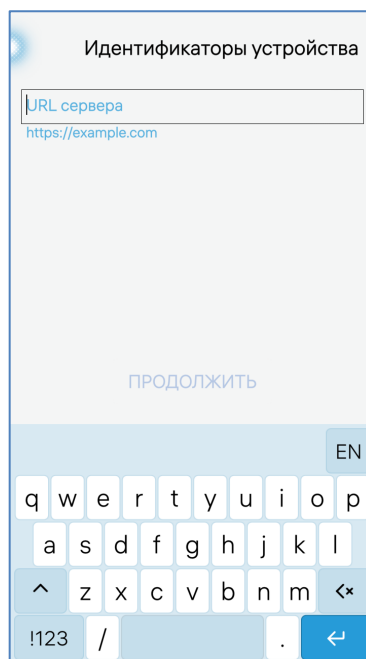 Идентификаторы устройства
URL сервера
https://example.com
ПРОДОЛЖИТЬ
EN
q w e r t y u i o p
a s d f g h j k l
z x c v b n m
!123 / .